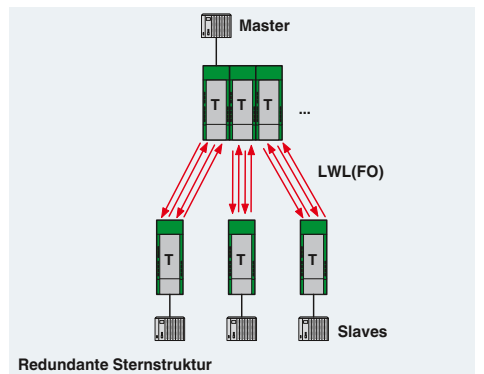 Master
T T T ...
LWL(FO)
T T T
Slaves
Redundante Sternstruktur